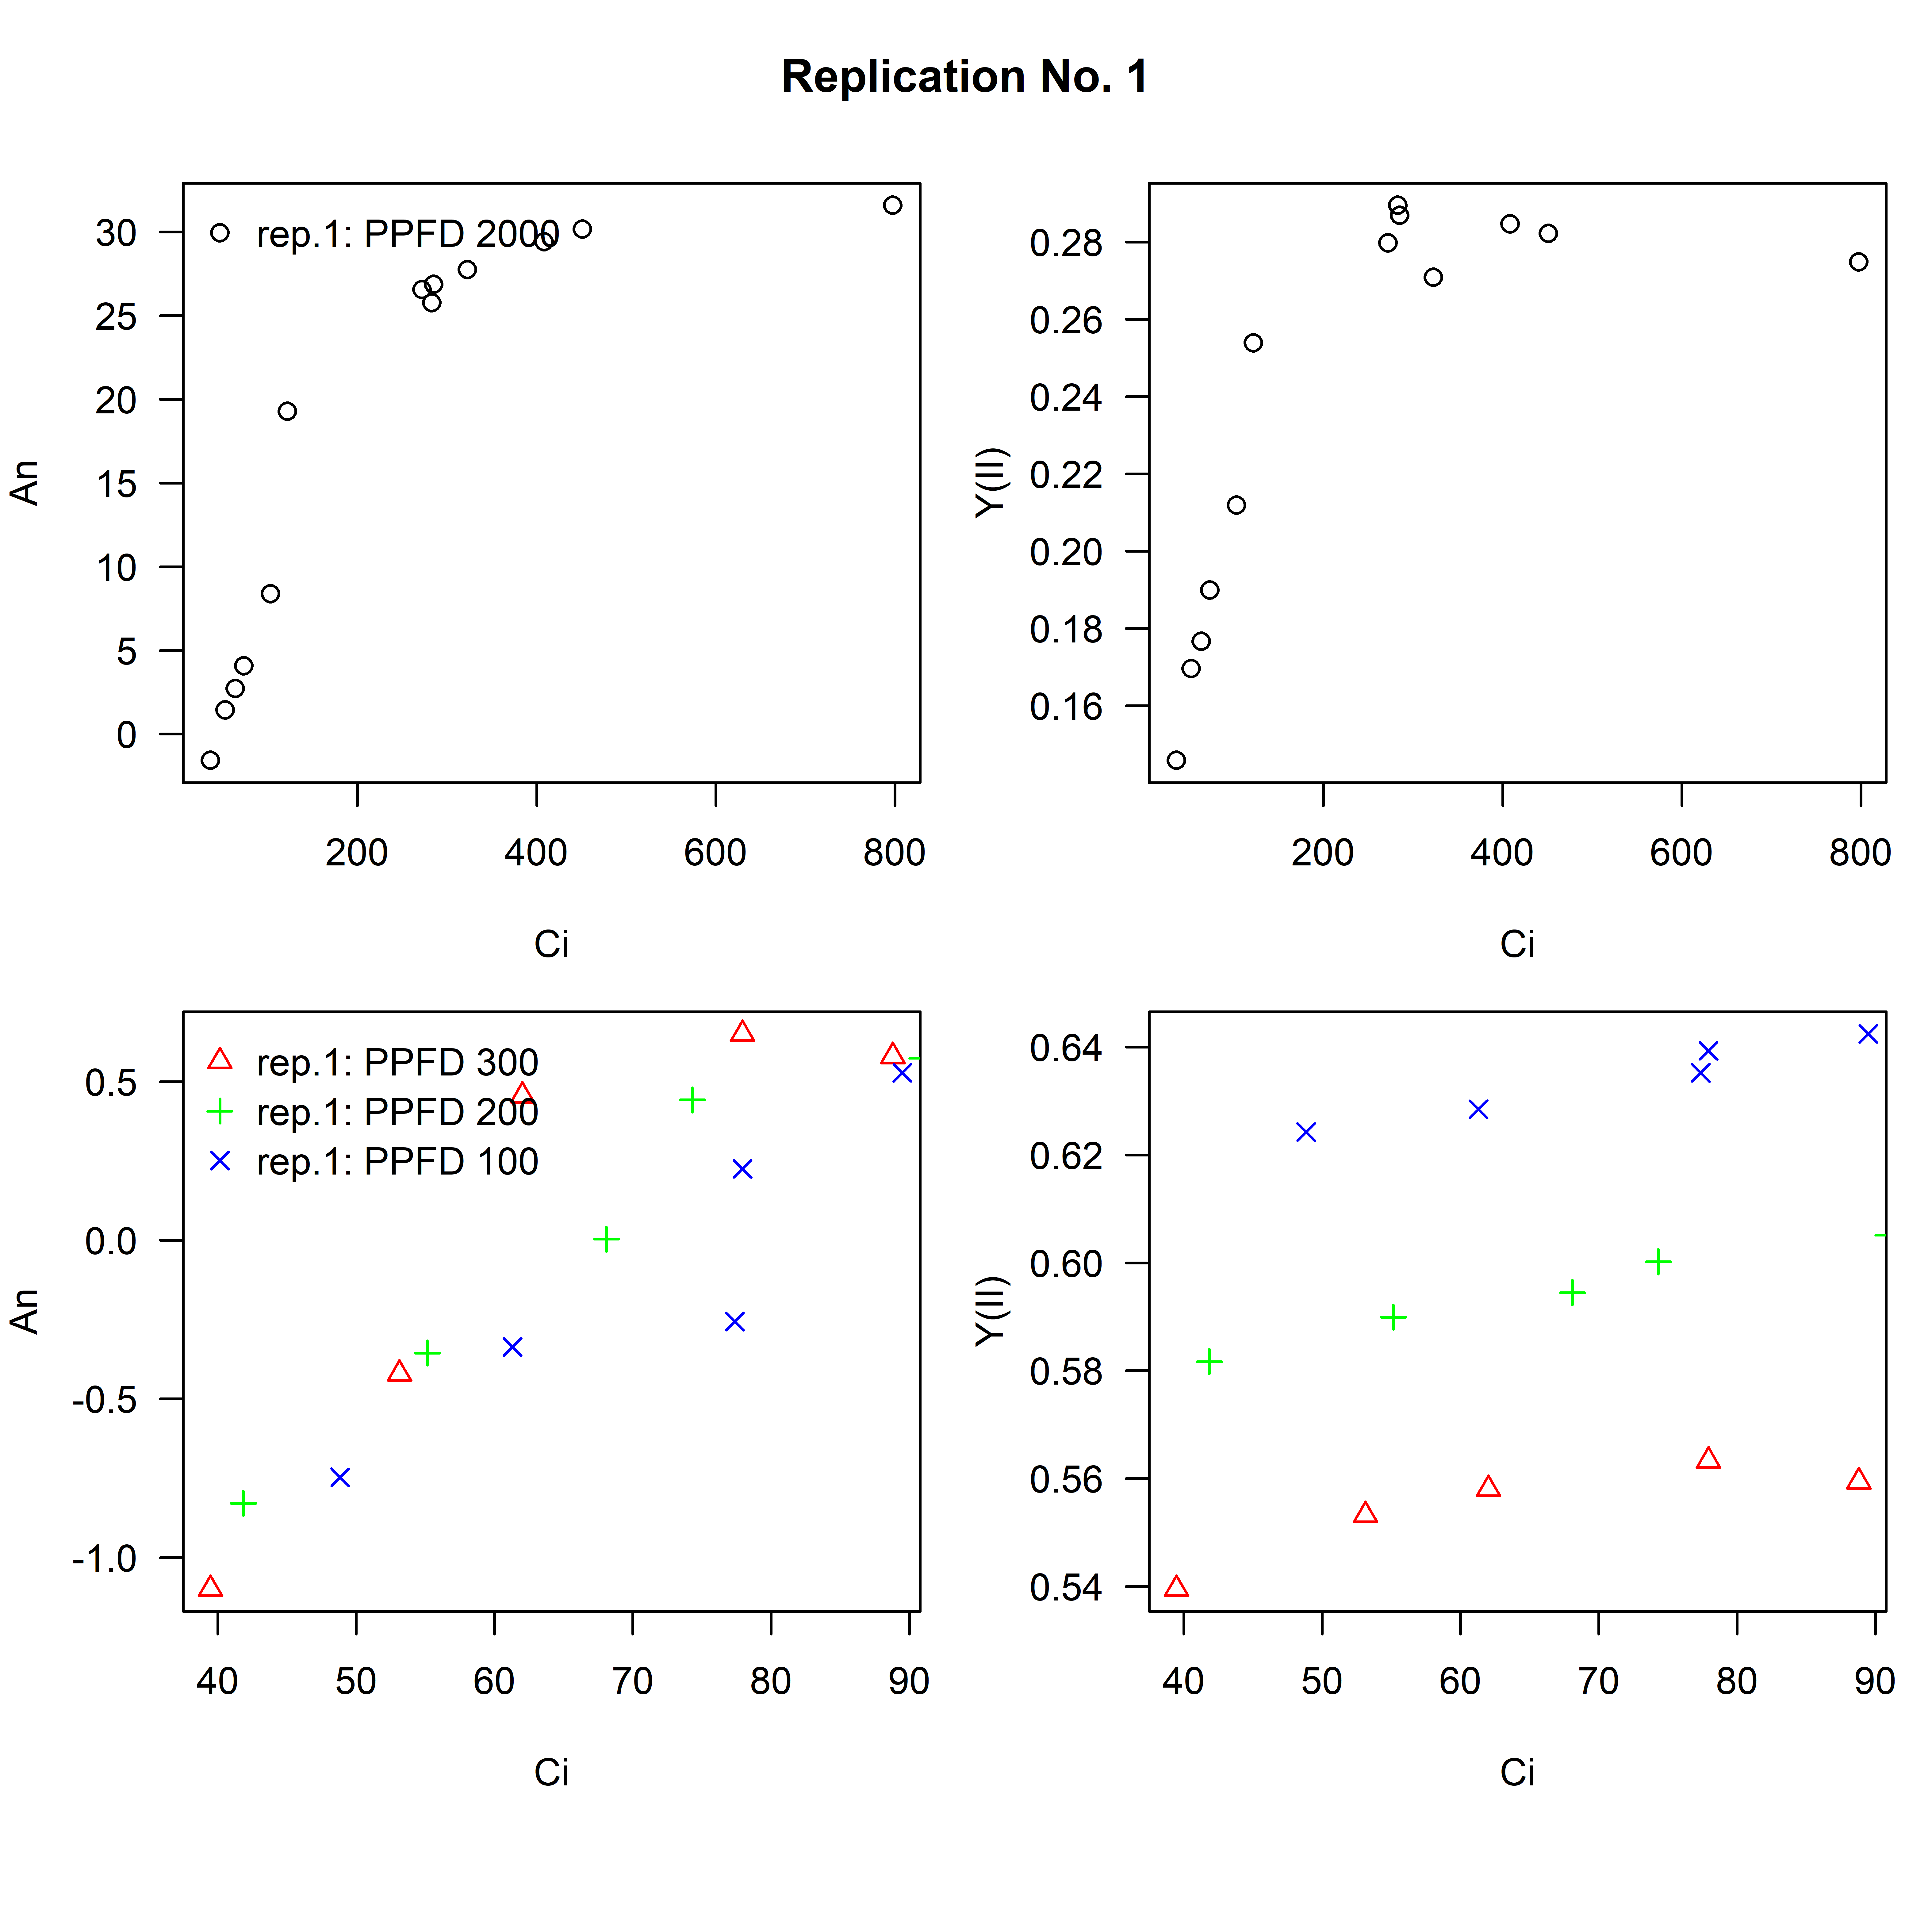 Replication No. 1
rep.1: PPFD 2000
30
25
20
15
10
5
0
An
200 400 600 800
Ci
0.28
0.26
0.24
0.22
0.20
0.18
0.16
Y(II)
200 400 600 800
Ci
rep.1: PPFD 300
rep.1: PPFD 200
rep.1: PPFD 100
0.5
0.0
-0.5
-1.0
An
40 50 60 70 80 90
Ci
0.64
0.62
0.60
0.58
0.56
0.54
Y(II)
40 50 60 70 80 90
Ci